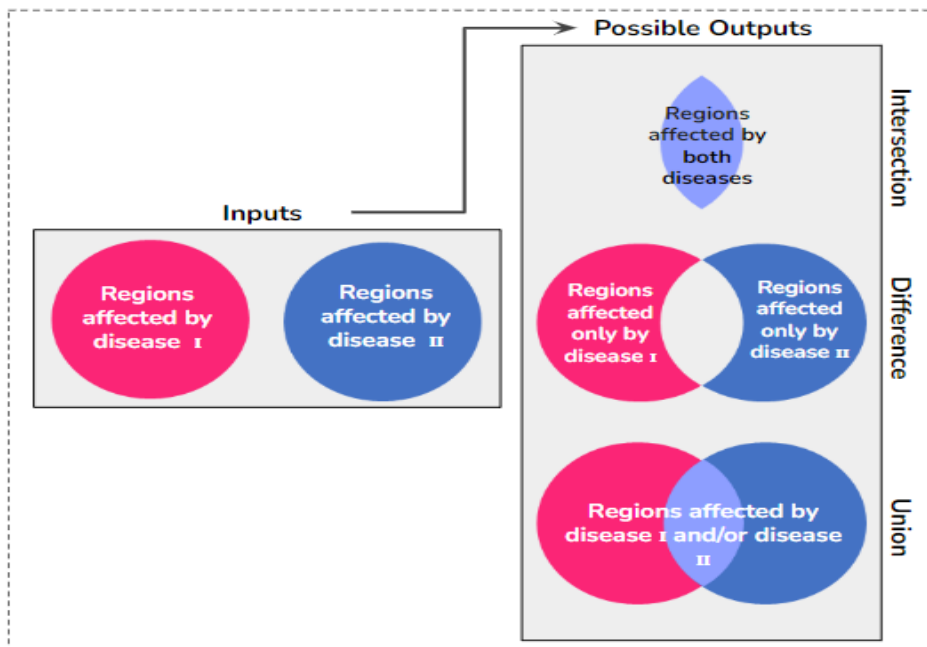 Possible Outputs
Regions
affected by
both
diseases
Intersection
Inputs
Regions
affected by
disease I
Regions
affected by
disease II
Regions
affected
only by
disease I
Regions
affected
only by
disease II
Difference
Regions affected by
disease I and/or disease
II
Union